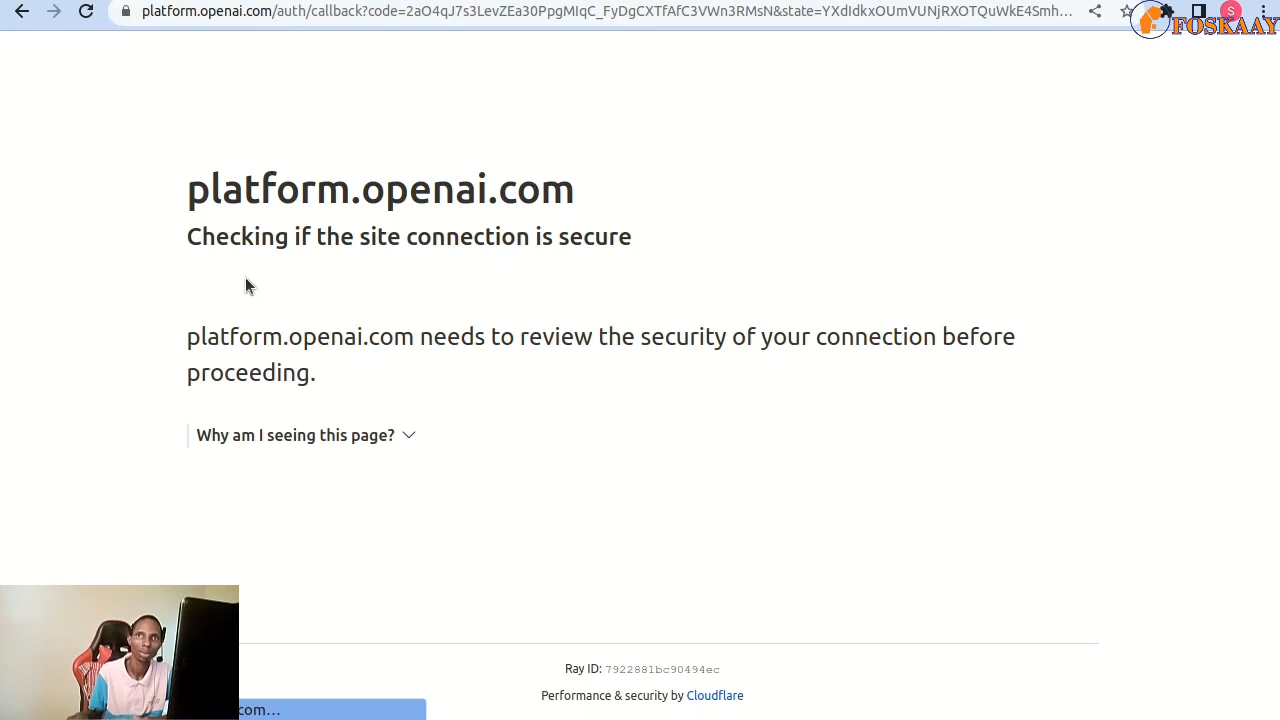 platform.openai.com/auth/callback?code=2aO4qJ7s3LevZEa30PpgMIqC_FyDgCXTfAfC3VWn3RMsN&state=YXdIdkxOUmVUNjRXOTQuWkE4Smh...
S
FOSKAAY
platform.openai.com
Checking if the site connection is secure
platform.openai.com needs to review the security of your connection before
proceeding.
Why am I seeing this page?
Ray ID: 7922881bc90494ec
Performance & security by Cloudflare
com...